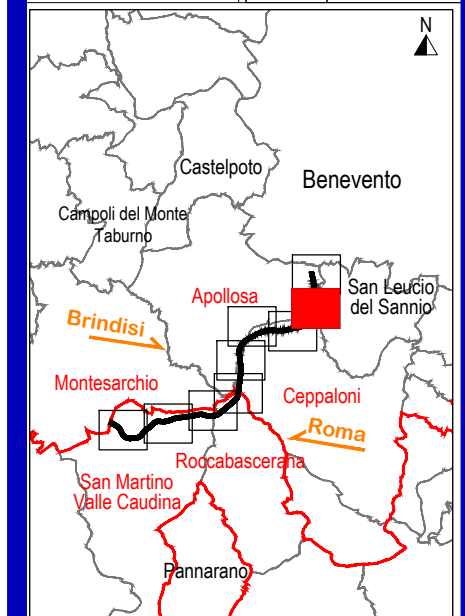 N
Castelpoto
Benevento
Campoli del Monte
Taburno
San Leucio
del Sannio
Apollosa
Brindisi
Montesarchio
Ceppaloni
Roma
Roccabascerana
San Martino
Valle Caudina
Pannarano